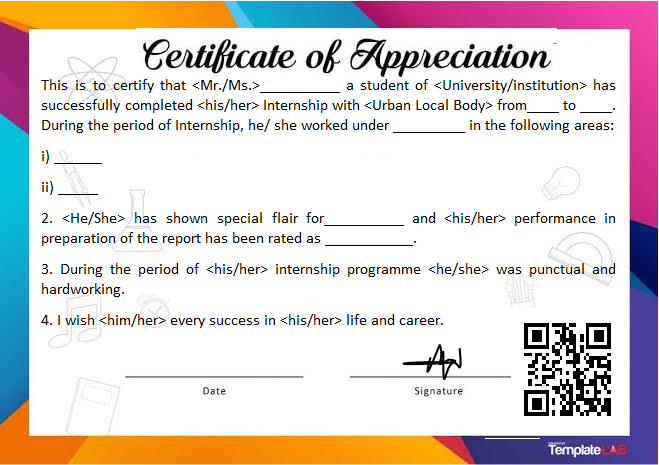 Certificate of Appreciation
This is to certify that <Mr./Ms.>__________ a student of <University/institution> has
successfully completed <his/her> Internship with <Urban Local Body> from____ to ____.
During the period of Internship, he/ she worked under _________ in the following areas:
i) ______
ii) _____
2. <He/She> has shown special flair for__________ and <his/her> performance in
preparation of the report has been rated as ___________.
3. During the period of <his/her> internship programme <he/she> was punctual and
hardworking.
4. I wish <him/her> every success in <his/her> life and career.
Date
Signature
TemplateLAB